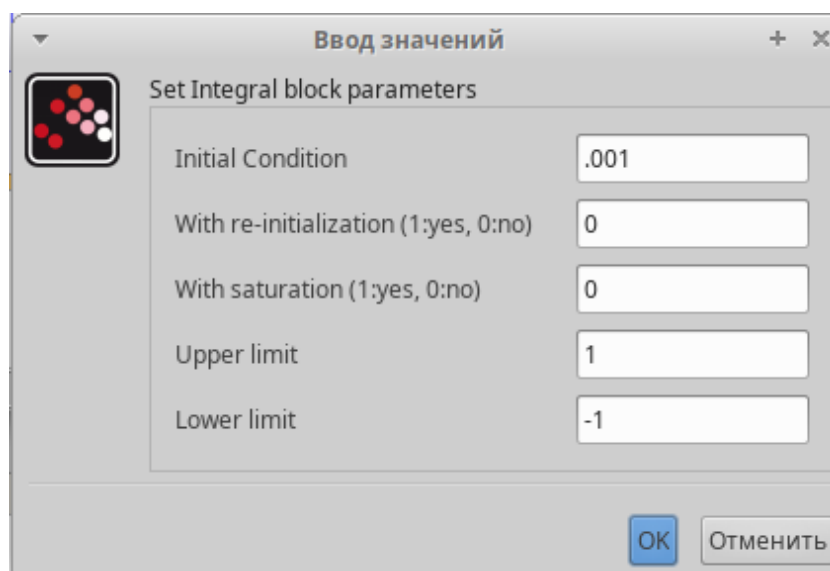 Ввод значений
Set Integral block parameters
Initial Condition .001
With re-initialization (1:yes, 0:no) 0
With saturation (1:yes, 0:no) 0
Upper limit 1
Lower limit -1
OK Отменить